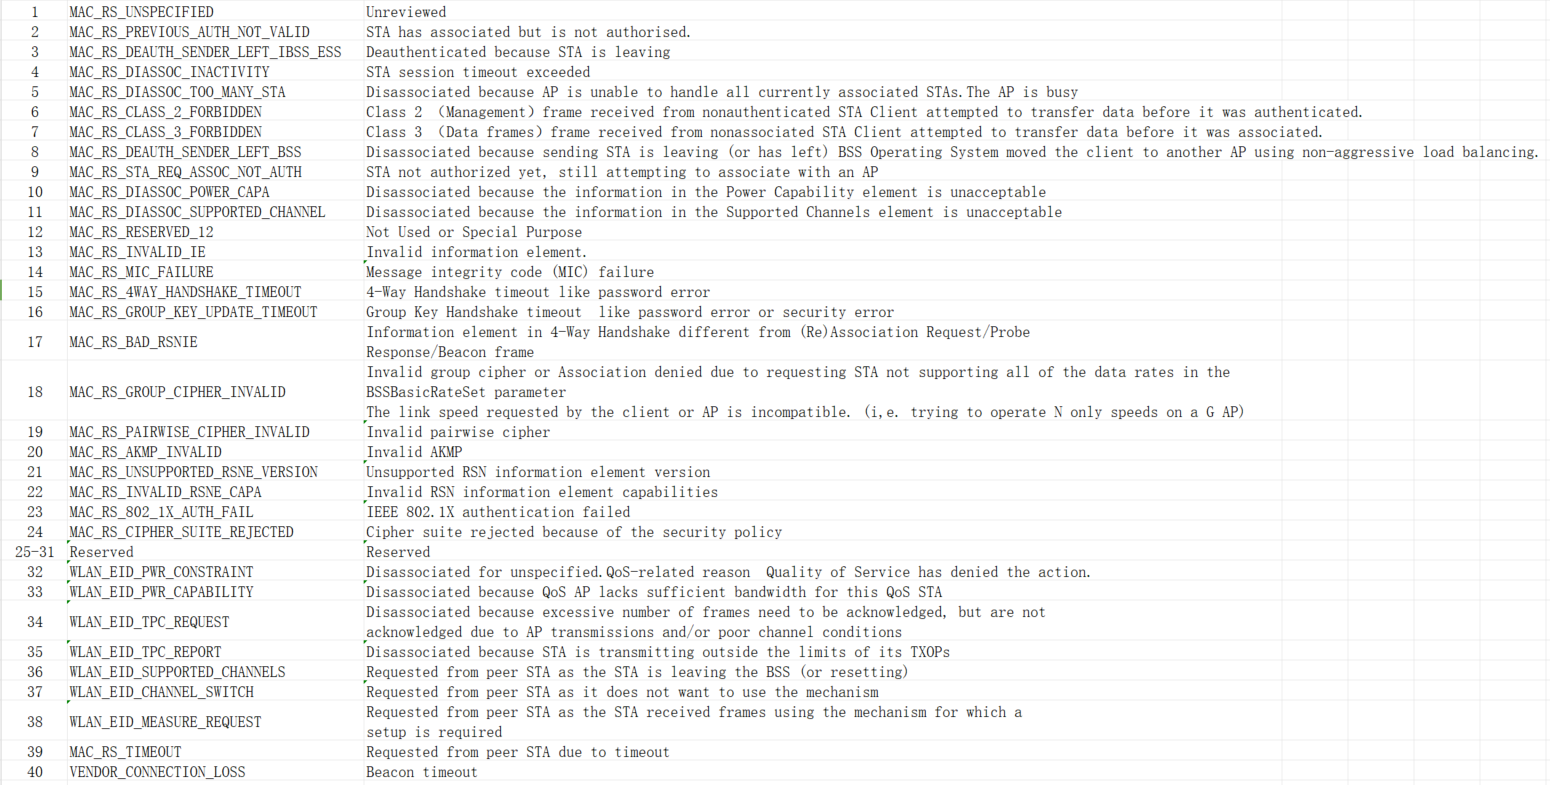 1 MAC_RS_UNSPECIFIED Unreviewed
2 MAC_RS_PREVIOUS_AUTH_NOT_VALID STA has associated but is not authorised.
3 MAC_RS_DEAUTH_SENDER_LEFT_IBSS_ESS Deauthenticated because STA is leaving
4 MAC_RS_DIASSOC_INACTIVITY STA session timeout exceeded
5 MAC_RS_DIASSOC_TOO_MANY_STA Disassociated because AP is unable to handle all currently associated STAs.The AP is busy
6 MAC_RS_CLASS_2_FORBIDDEN Class 2 （Management）frame received from nonauthenticated STA Client attempted to transfer data before it was authenticated.
7 MAC_RS_CLASS_3_FORBIDDEN Class 3 （Data frames）frame received from nonassociated STA Client attempted to transfer data before it was associated.
8 MAC_RS_DEAUTH_SENDER_LEFT_BSS Disassociated because sending STA is leaving (or has left) BSS Operating System moved the client to another AP using non-aggressive load balancing.
9 MAC_RS_STA_REQ_ASSOC_NOT_AUTH STA not authorized yet, still attempting to associate with an AP
10 MAC_RS_DIASSOC_POWER_CAPA Disassociated because the information in the Power Capability element is unacceptable
11 MAC_RS_DIASSOC_SUPPORTED_CHANNEL Disassociated because the information in the Supported Channels element is unacceptable
12 MAC_RS_RESERVED_12 Not Used or Special Purpose
13 MAC_RS_INVALID_IE Invalid information element.
14 MAC_RS_MIC_FAILURE Message integrity code (MIC) failure
15 MAC_RS_4WAY_HANDSHAKE_TIMEOUT 4-Way Handshake timeout like password error
16 MAC_RS_GROUP_KEY_UPDATE_TIMEOUT Group Key Handshake timeout  like password error or security error
17 MAC_RS_BAD_RSNIE Information element in 4-Way Handshake different from (Re)Association Request/Probe
Response/Beacon frame
18 MAC_RS_GROUP_CIPHER_INVALID Invalid group cipher or Association denied due to requesting STA not supporting all of the data rates in the
BSSBasicRateSet parameter
The link speed requested by the client or AP is incompatible. (i,e. trying to operate N only speeds on a G AP)
19 MAC_RS_PAIRWISE_CIPHER_INVALID Invalid pairwise cipher
20 MAC_RS_AKMP_INVALID Invalid AKMP
21 MAC_RS_UNSUPPORTED_RSNE_VERSION Unsupported RSN information element version
22 MAC_RS_INVALID_RSNE_CAPA Invalid RSN information element capabilities
23 MAC_RS_802_1X_AUTH_FAIL IEEE 802.1X authentication failed
24 MAC_RS_CIPHER_SUITE_REJECTED Cipher suite rejected because of the security policy
25-31 Reserved Reserved
32 WLAN_EID_PWR_CONSTRAINT Disassociated for unspecified.QoS-related reason  Quality of Service has denied the action.
33 WLAN_EID_PWR_CAPABILITY Disassociated because QoS AP lacks sufficient bandwidth for this QoS STA
34 WLAN_EID_TPC_REQUEST Disassociated because excessive number of frames need to be acknowledged, but are not
acknowledged due to AP transmissions and/or poor channel conditions
35 WLAN_EID_TPC_REPORT Disassociated because STA is transmitting outside the limits of its TXOPs
36 WLAN_EID_SUPPORTED_CHANNELS Requested from peer STA as the STA is leaving the BSS (or resetting)
37 WLAN_EID_CHANNEL_SWITCH Requested from peer STA as it does not want to use the mechanism
38 WLAN_EID_MEASURE_REQUEST Requested from peer STA as the STA received frames using the mechanism for which a
setup is required
39 MAC_RS_TIMEOUT Requested from peer STA due to timeout
40 VENDOR_CONNECTION_LOSS Beacon timeout